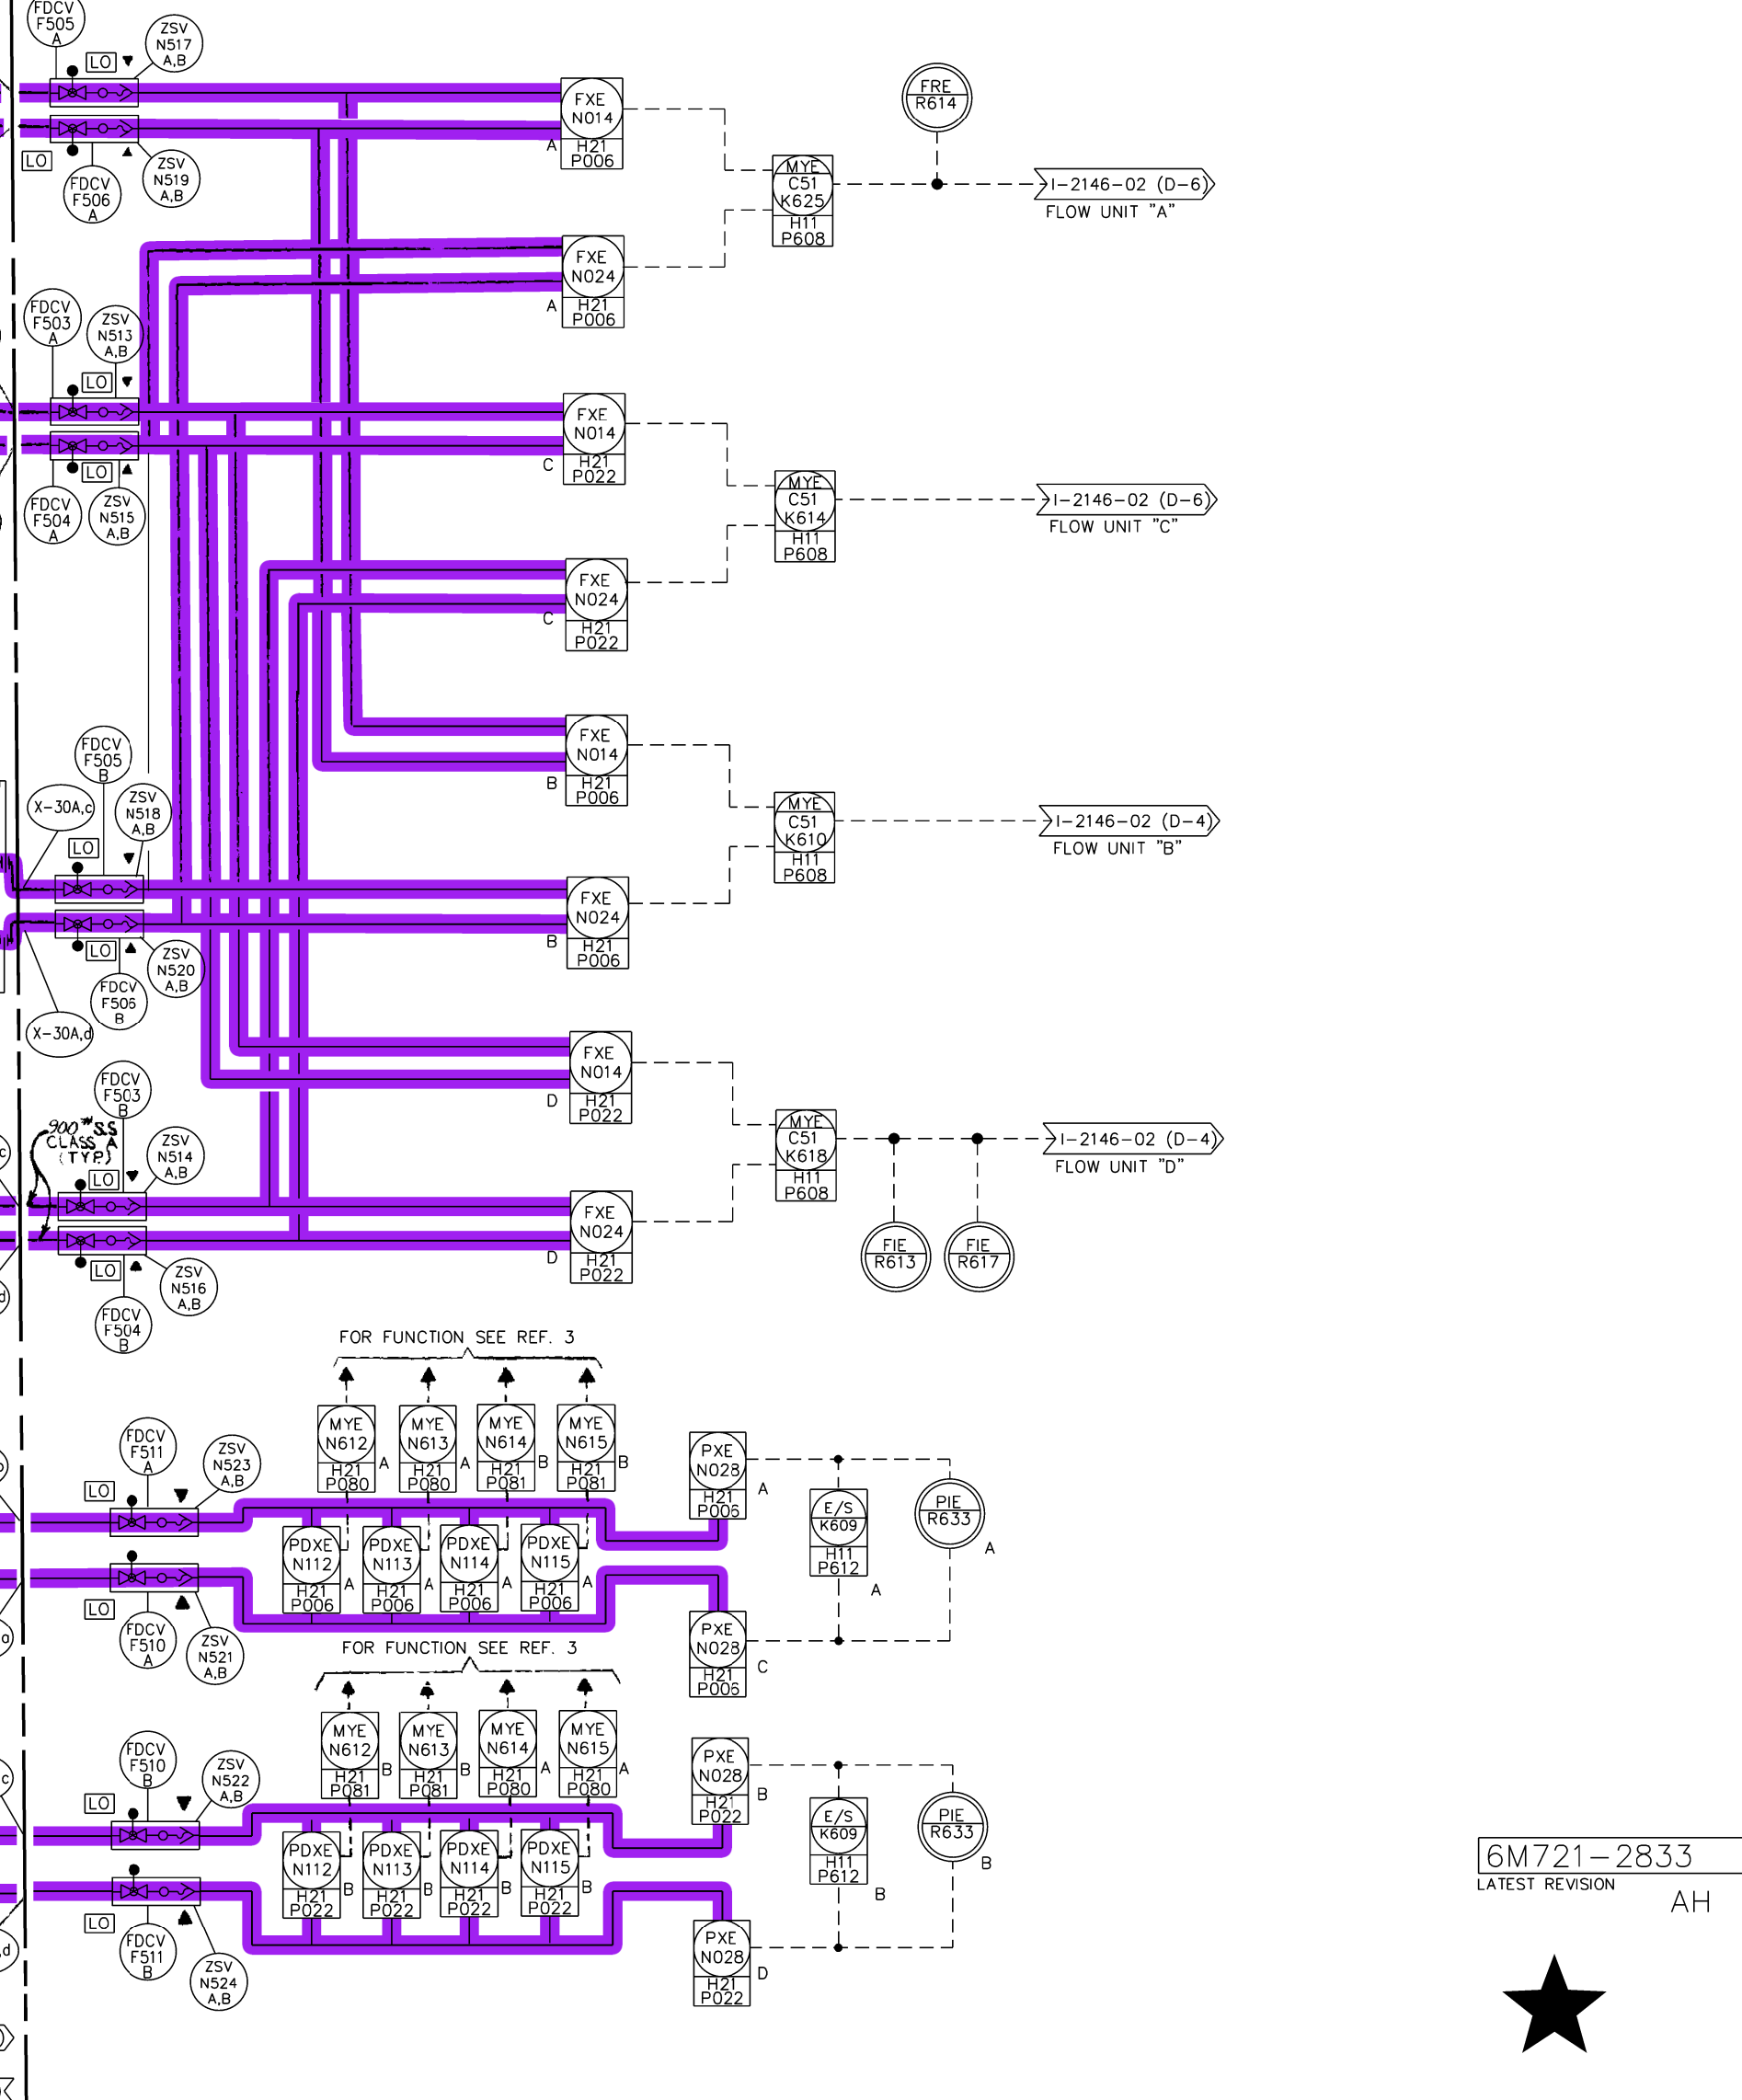 FDCV
F505
A
ZSV
N517
A,B
LO
LO
FDCV
F506
A
ZSV
N519
A,B
FXE
N014
H21
P006
A
FRE
R614
MYE
C51
K625
H11
P608
I-2146-02 (D-6)
FLOW UNIT "A"
FXE
N024
H21
P006
A
FDCV
F503
A
ZSV
N513
A,B
LO
LO
FDCV
F504
A
ZSV
N515
A,B
FXE
N014
H21
P022
C
MYE
C51
K614
H11
P608
I-2146-02 (D-6)
FLOW UNIT "C"
FXE
N024
H21
P022
C
FXE
N014
H21
P006
B
FDCV
F505
B
X-30A,c
ZSV
N518
A,B
LO
MYE
C51
K610
H11
P608
I-2146-02 (D-4)
FLOW UNIT "B"
FXE
N024
H21
P006
B
LO
ZSV
N520
A,B
FDCV
F506
B
X-30A,d
FXE
N014
H21
P022
D
FDCV
F503
B
900# SS
CLASS A
(TYP)
ZSV
N514
A,B
LO
MYE
C51
K618
H11
P608
I-2146-02 (D-4)
FLOW UNIT "D"
FXE
N024
H21
P022
D
FIE
R613
FIE
R617
LO
ZSV
N516
A,B
FDCV
F504
B
FOR FUNCTION SEE REF. 3
MYE
N612
H21
P080
A
MYE
N613
H21
P080
A
MYE
N614
H21
P081
B
MYE
N615
H21
P081
B
FDCV
F511
A
ZSV
N523
A,B
LO
PXE
N028
H21
P006
A
PDXE
N112
H21
P006
A
PDXE
N113
H21
P006
A
PDXE
N114
H21
P006
A
PDXE
N115
H21
P006
A
E/S
K609
H11
P612
A
PIE
R633
A
LO
FDCV
F510
A
ZSV
N521
A,B
PXE
N028
H21
P006
C
FOR FUNCTION SEE REF. 3
MYE
N612
H21
P081
B
MYE
N613
H21
P081
B
MYE
N614
H21
P080
A
MYE
N615
H21
P080
A
FDCV
F510
B
ZSV
N522
A,B
LO
PXE
N028
H21
P022
B
PDXE
N112
H21
P022
B
PDXE
N113
H21
P022
B
PDXE
N114
H21
P022
B
PDXE
N115
H21
P022
B
E/S
K609
H11
P612
B
PIE
R633
B
LO
FDCV
F511
B
ZSV
N524
A,B
PXE
N028
H21
P022
D
6M721-2833
LATEST REVISION
AH